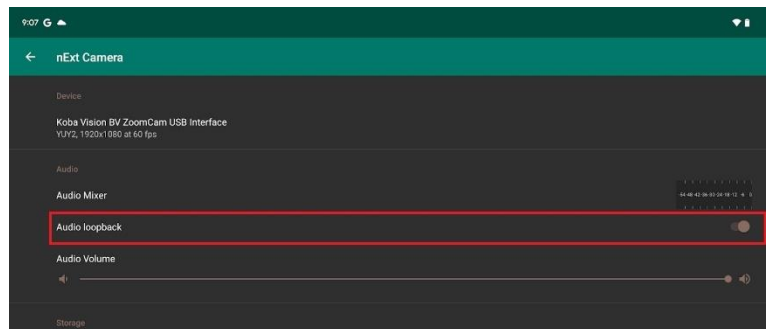 9:07 G
nExt Camera
Device
Koba Vision BV ZoomCam USB Interface
YUY2, 1920x1080 at 60 fps
Audio
Audio Mixer
Audio loopback
Audio Volume
Storage